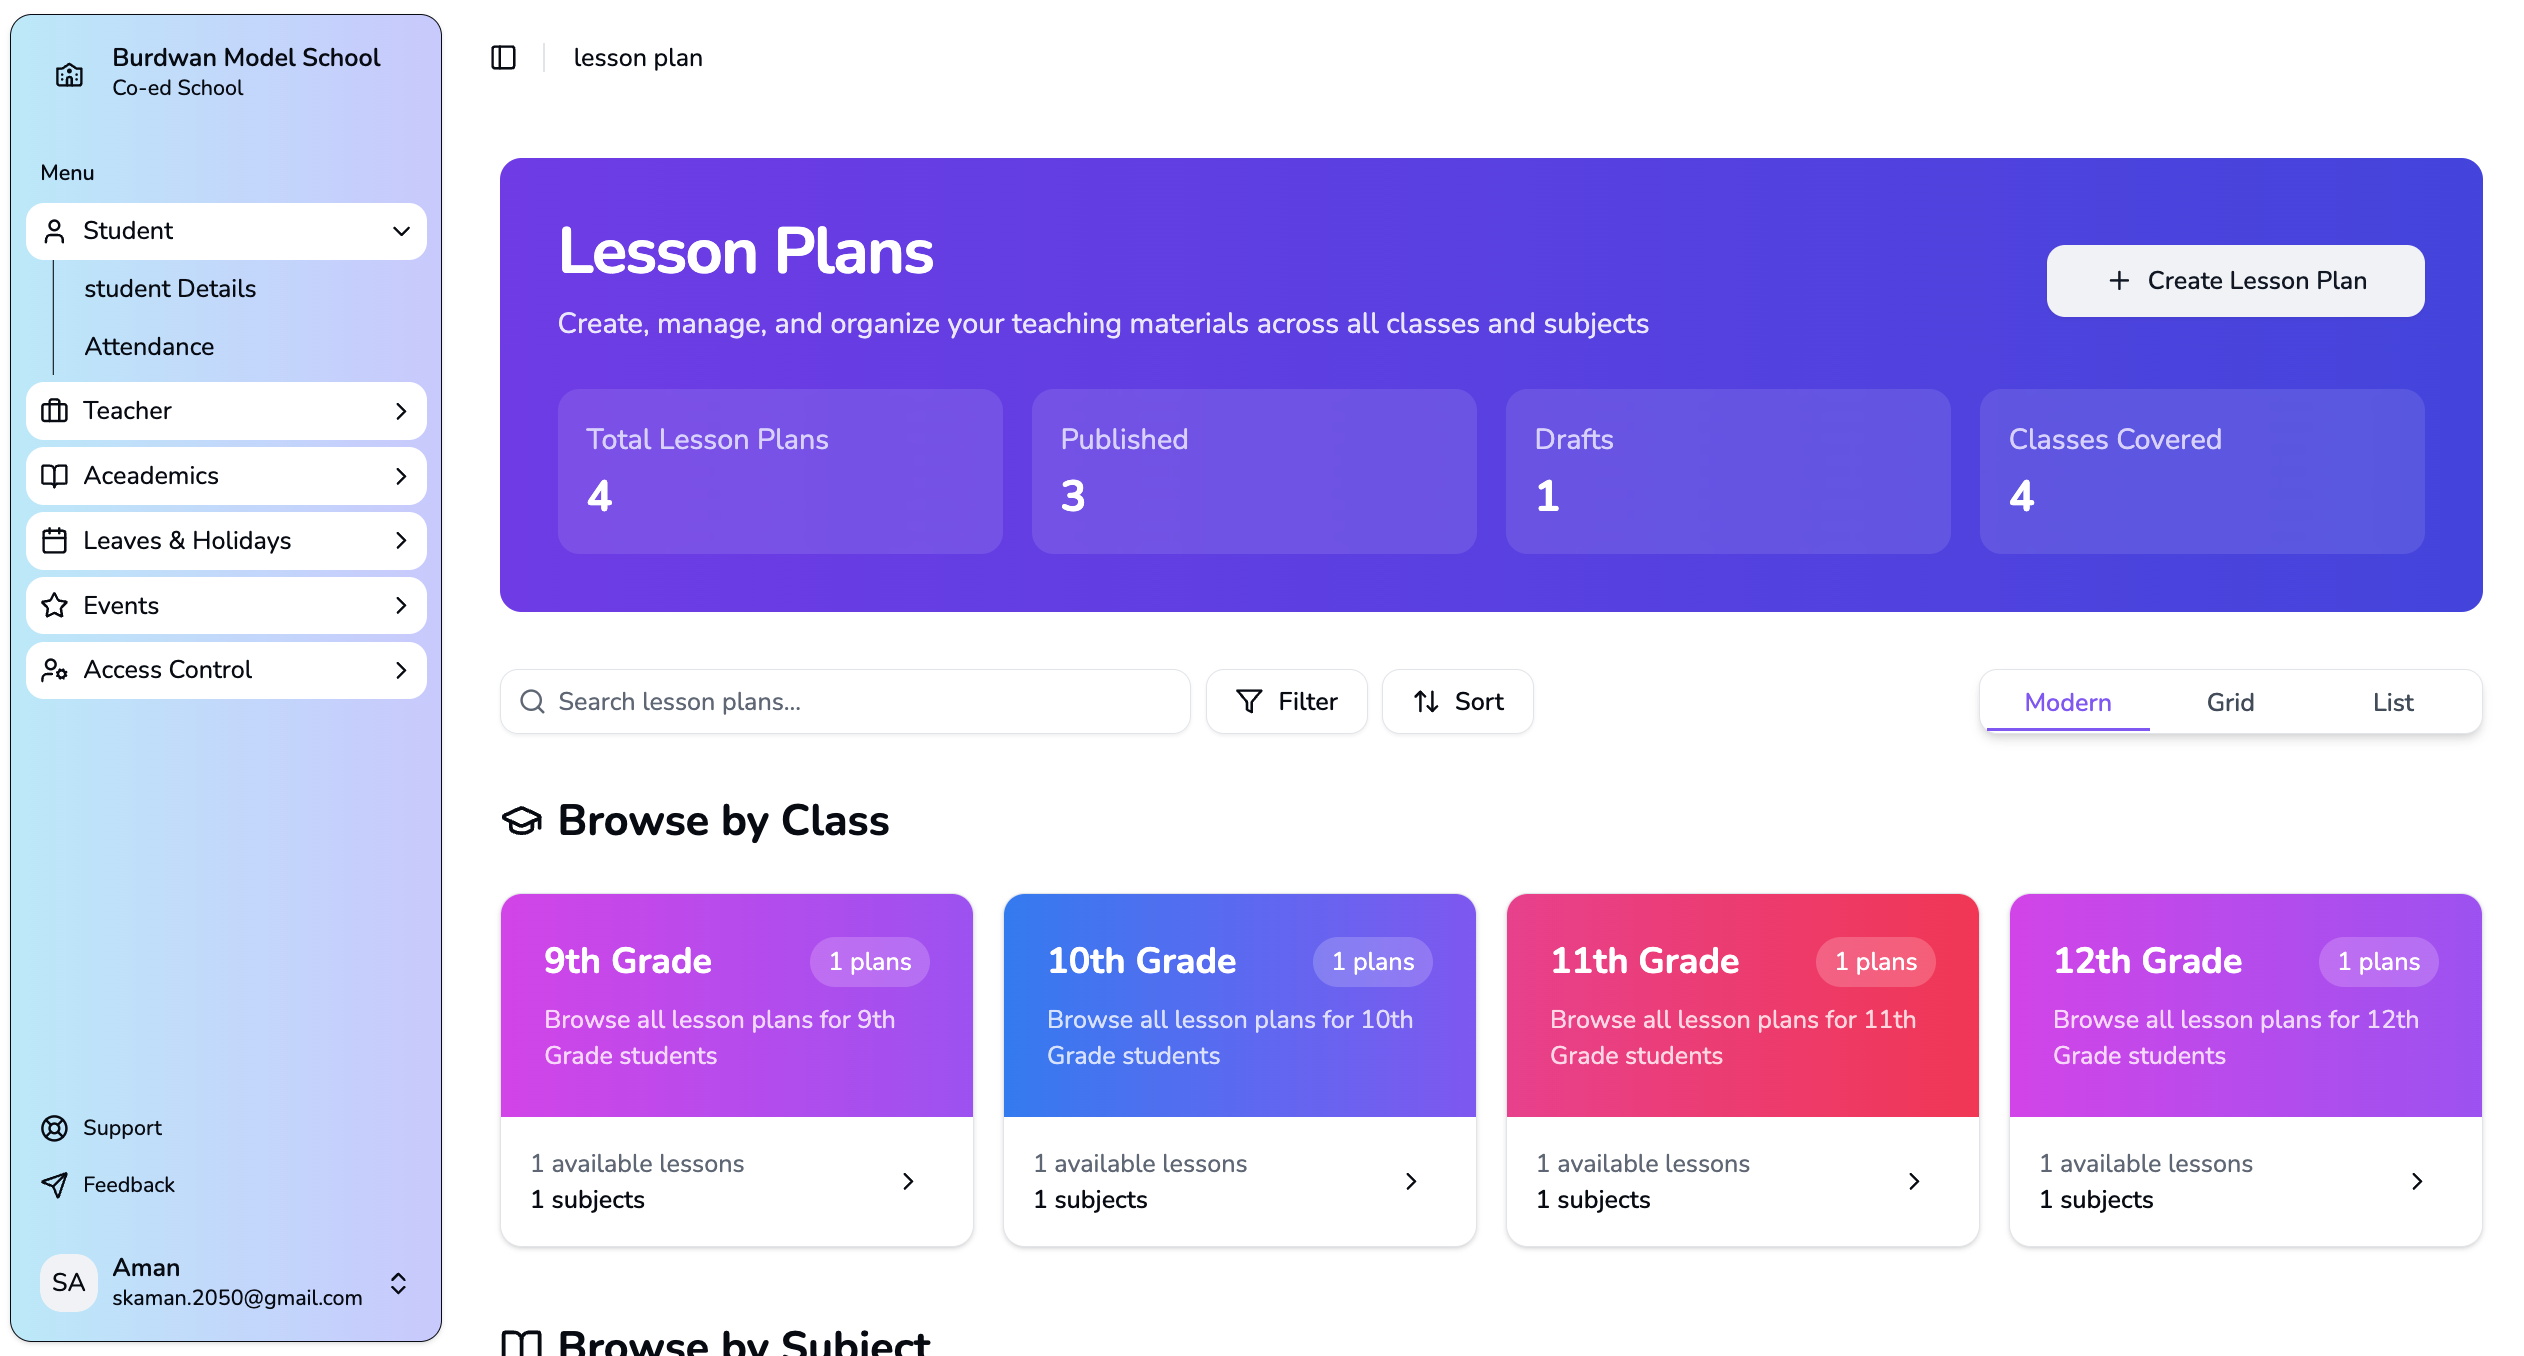 Burdwan Model School
Co-ed School
Menu
Student
student Details
Attendance
Teacher
Aceademics
Leaves & Holidays
Events
Access Control
Support
Feedback
SA
Aman
skaman.2050@gmail.com
lesson plan
Lesson Plans
Create, manage, and organize your teaching materials across all classes and subjects
Create Lesson Plan
Total Lesson Plans
4
Published
3
Drafts
1
Classes Covered
4
Search lesson plans...
Filter
Sort
Modern
Grid
List
Browse by Class
9th Grade
1 plans
Browse all lesson plans for 9th
Grade students
1 available lessons
1 subjects
10th Grade
1 plans
Browse all lesson plans for 10th
Grade students
1 available lessons
1 subjects
11th Grade
1 plans
Browse all lesson plans for 11th
Grade students
1 available lessons
1 subjects
12th Grade
1 plans
Browse all lesson plans for 12th
Grade students
1 available lessons
1 subjects
Browse by Subject